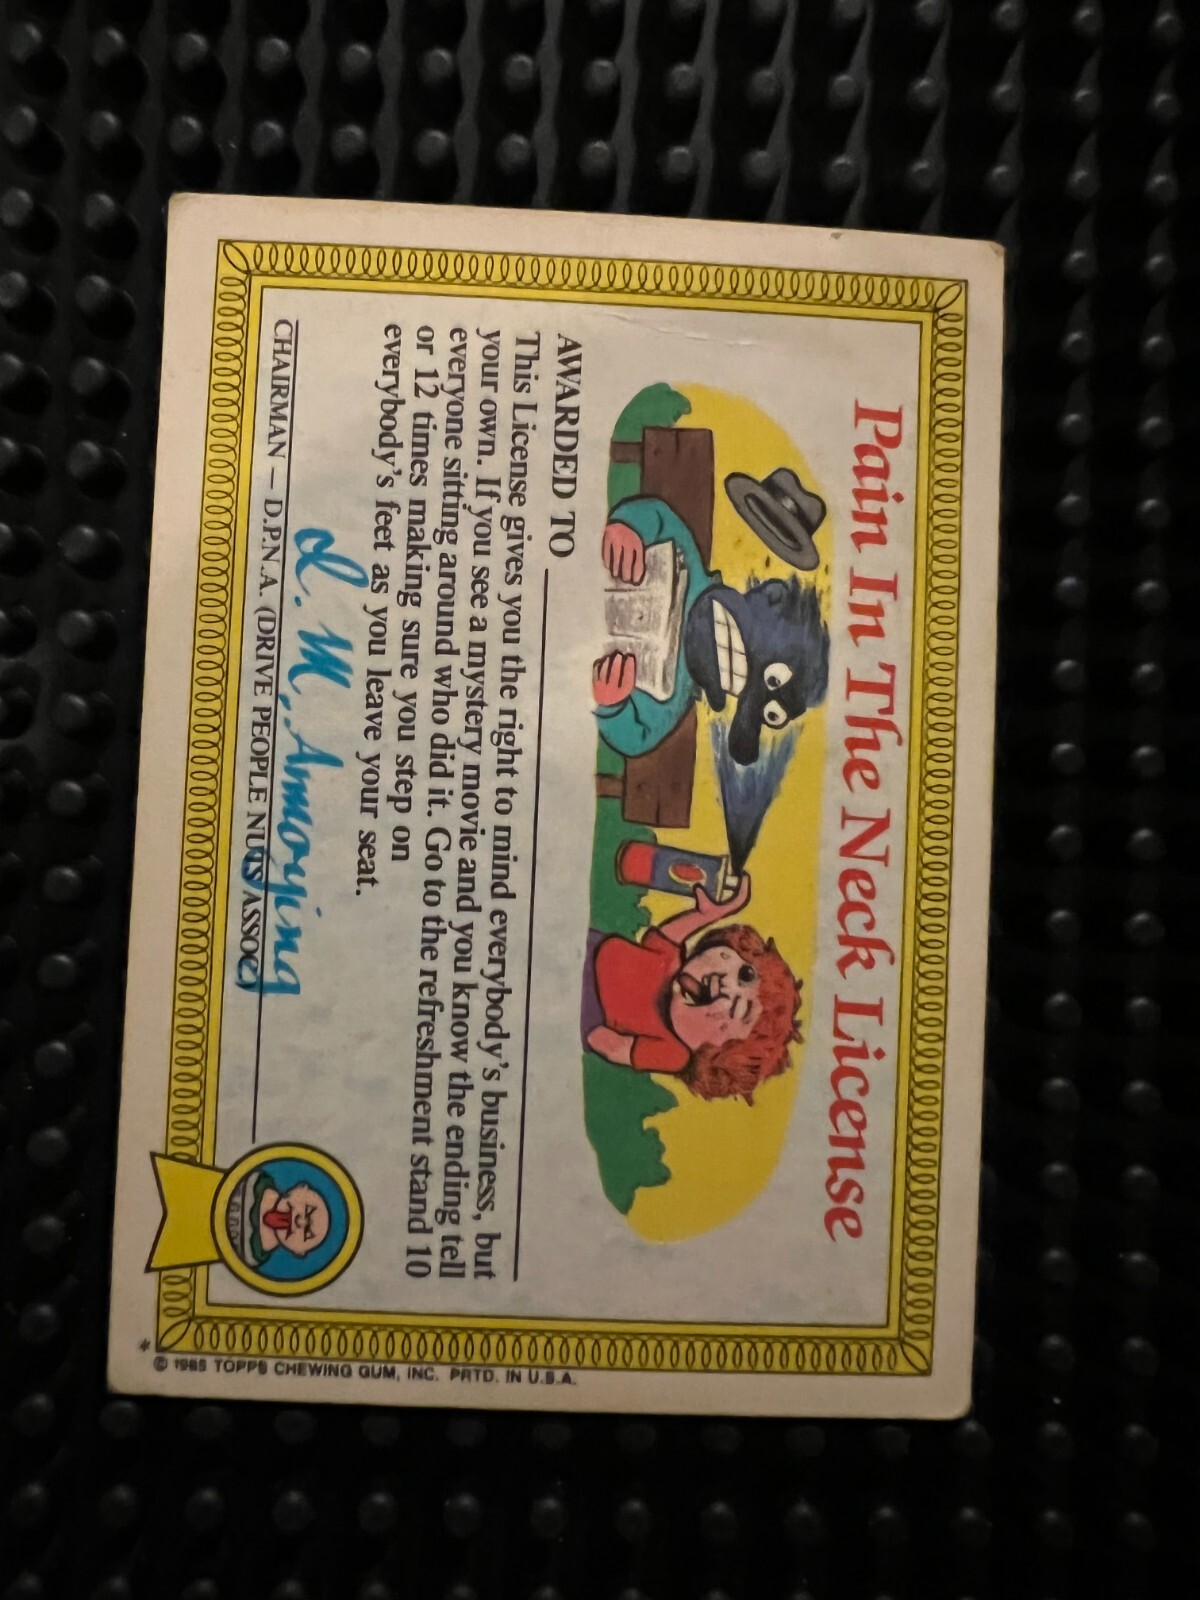 Pain In The Neck License
AWARDED TO
This License gives you the right to mind everybody's business, but
your own. If you see a mystery movie and you know the ending tell
everyone sitting around who did it. Go to the refreshment stand 10
or 12 times making sure you step on
everybody's feet as you leave your seat.
I. M. Annoying
CHAIRMAN — D.P.N.A. (DRIVE PEOPLE NUTS ASSOC.)
* © 1985 TOPPS CHEWING GUM, INC. PRTD. IN U.S.A.